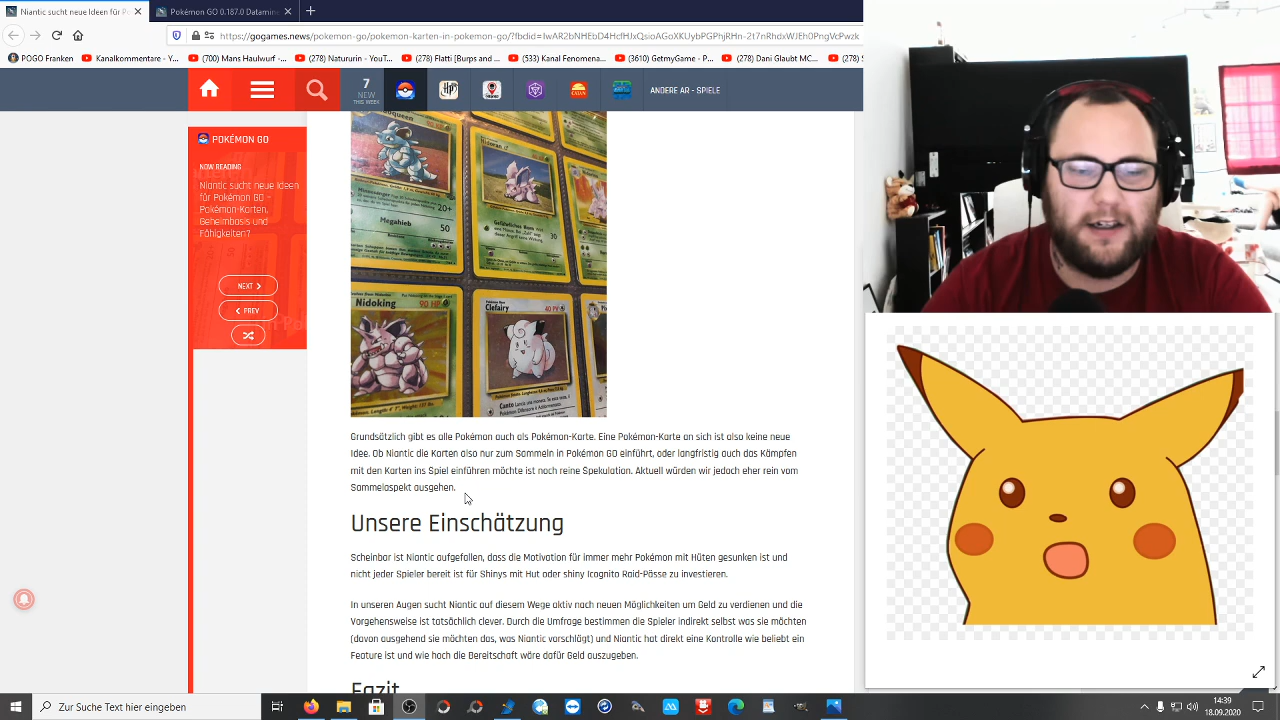 Niantic sucht neue Ideen für Po
Pokémon GO 0.187.0 Datamine
https://gogames.news/pokemon-go/pokemon-karten-in-pokemon-go/?fbclid=
POGO Franken
Kanalkommentare - Y...
(700) Mans Haulwurf - ...
(278) Natururin - YouT...
(278) Flatti [Burps and ...
(533) Kanal Fenomena...
(3610) GetmyGame - P...
(278) Dani Glaubt MC...
7
NEW
THIS WEEK
ANDERE AR - SPIELE
POKÉMON GO
NOW READING
Niantic sucht neue Ideen
für Pokémon GO –
Pokémon-Karten,
Geheimbasis und
Fähigkeiten?
NEXT
PREV
20+
Megahieb
50
30
Nidoking
90 HP
Clefairy
40 PV
Canto
Grundsätzlich gibt es alle Pokémon auch als Pokémon-Karte. Eine Pokémon-Karte an sich ist also keine neue
Idee. Ob Niantic die Karten also nur zum Sammeln in Pokémon GO einführt, oder langfristig auch das Kämpfen
mit den Karten ins Spiel einführen möchte ist noch reine Spekulation. Aktuell würden wir jedoch eher rein vom
Sammelaspekt ausgehen.
Unsere Einschätzung
Scheinbar ist Niantic aufgefallen, dass die Motivation für immer mehr Pokémon mit Hüten gesunken ist und
nicht jeder Spieler bereit ist für Shinys mit Hut oder shiny Icognito Raid-Pässe zu investieren.
In unseren Augen sucht Niantic auf diesem Wege aktiv nach neuen Möglichkeiten um Geld zu verdienen und die
Vorgehensweise ist tatsächlich clever. Durch die Umfrage bestimmen die Spieler indirekt selbst was sie möchten
(davon ausgehend sie möchten das, was Niantic vorschlägt) und Niantic hat direkt eine Kontrolle wie beliebt ein
Feature ist und wie hoch die Bereitschaft wäre dafür Geld auszugeben.
Fazit
Zur Suche Text hier eingeben
14:39
18.09.2020